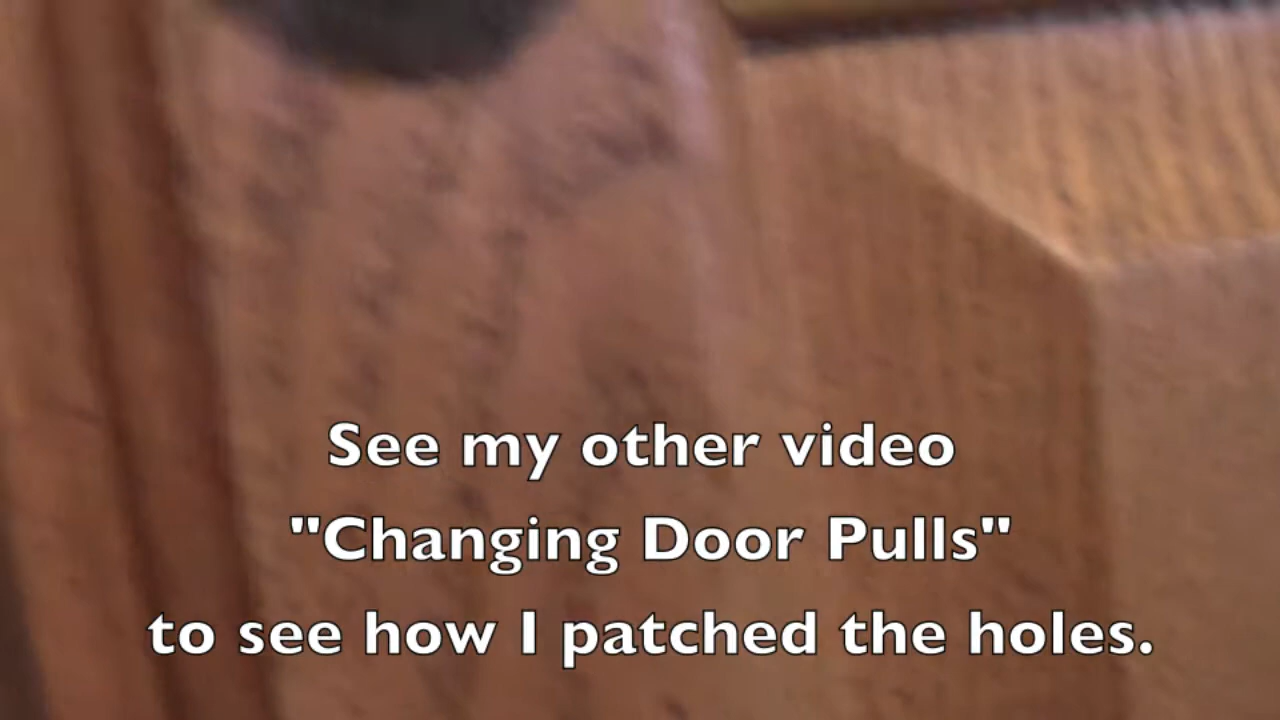 See my other video
"Changing Door Pulls"
to see how I patched the holes.